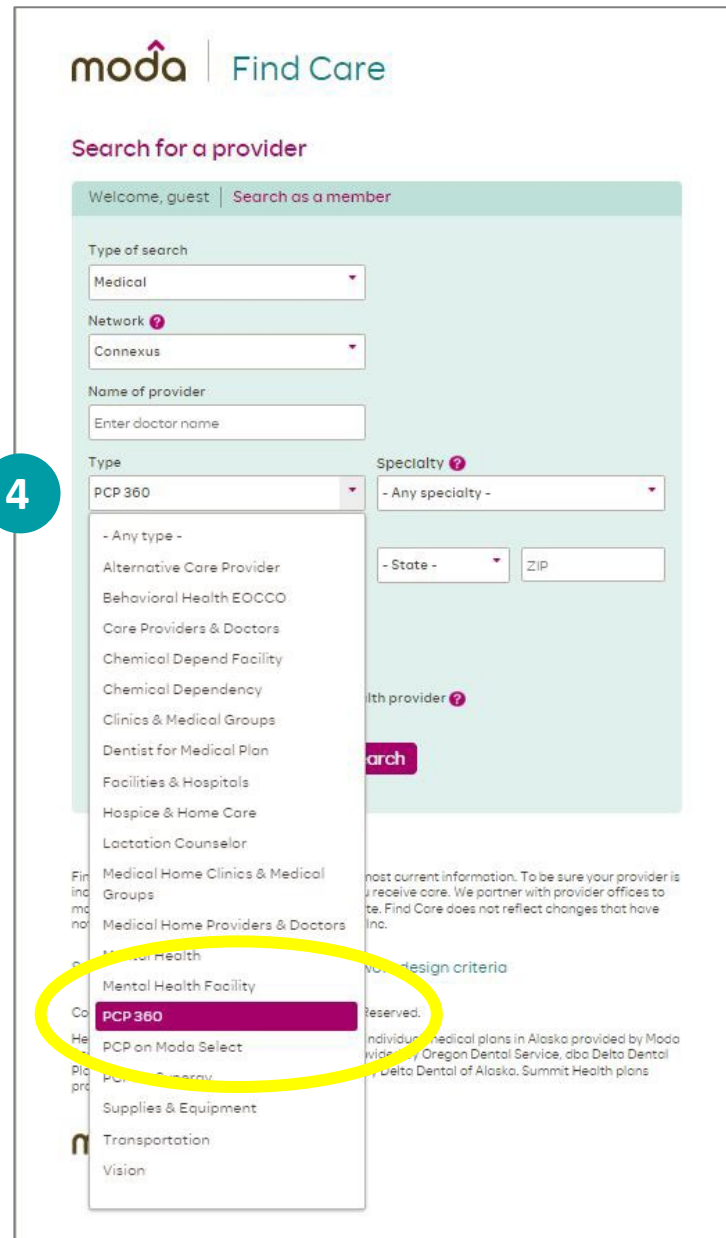 moda Find Care
Search for a provider
Welcome, guest Search as a member
Type of search
Medical
Network ?
Connexus
Name of provider
Enter doctor name
4
Type Specialty ?
PCP 360 - Any specialty -
- Any type -
Alternative Care Provider - State - ZIP
Behavioral Health EOCCO
Care Providers & Doctors
Chemical Depend Facility
Chemical Dependency
lth provider ?
Clinics & Medical Groups
Dentist for Medical Plan
arch
Facilities & Hospitals
Hospice & Home Care
Lactation Counselor
Fin Medical Home Clinics & Medical most current information. To be sure your provider is
Groups receive care. We partner with provider offices to
te. Find Care does not reflect changes that have
Medical Home Providers & Doctors Inc.
Health design criteria
Mental Health Facility
Co PCP 360 Reserved.
He ndividual medical plans in Alaska provided by Moda
PCP on Moda Select Oregon Dental Service, dba Delta Dental
Delta Dental of Alaska. Summit Health plans
Supplies & Equipment
Transportation
Vision